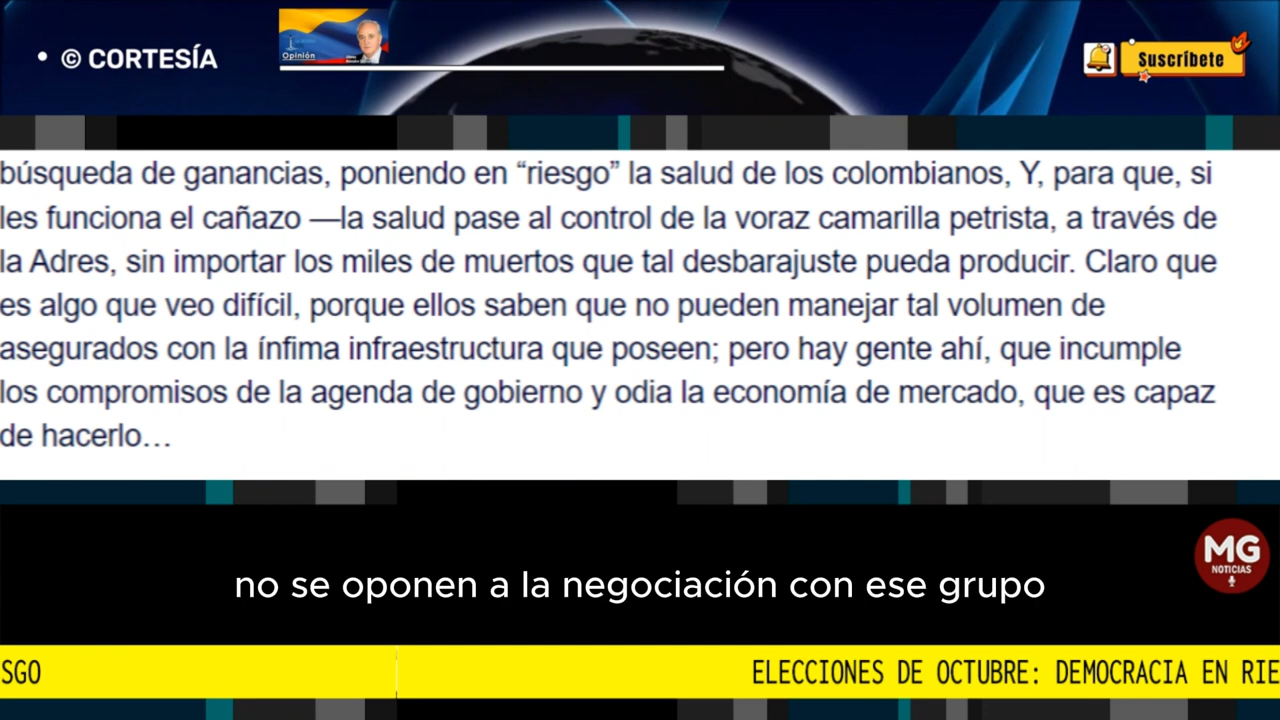 • © CORTESÍA
Opinión
Suscríbete
búsqueda de ganancias, poniendo en “riesgo” la salud de los colombianos, Y, para que, si
les funciona el cañazo —la salud pase al control de la voraz camarilla petrista, a través de
la Adres, sin importar los miles de muertos que tal desbarajuste pueda producir. Claro que
es algo que veo difícil, porque ellos saben que no pueden manejar tal volumen de
asegurados con la ínfima infraestructura que poseen; pero hay gente ahí, que incumple
los compromisos de la agenda de gobierno y odia la economía de mercado, que es capaz
de hacerlo…
MG
NOTICIAS
no se oponen a la negociación con ese grupo
SGO ELECCIONES DE OCTUBRE: DEMOCRACIA EN RIE